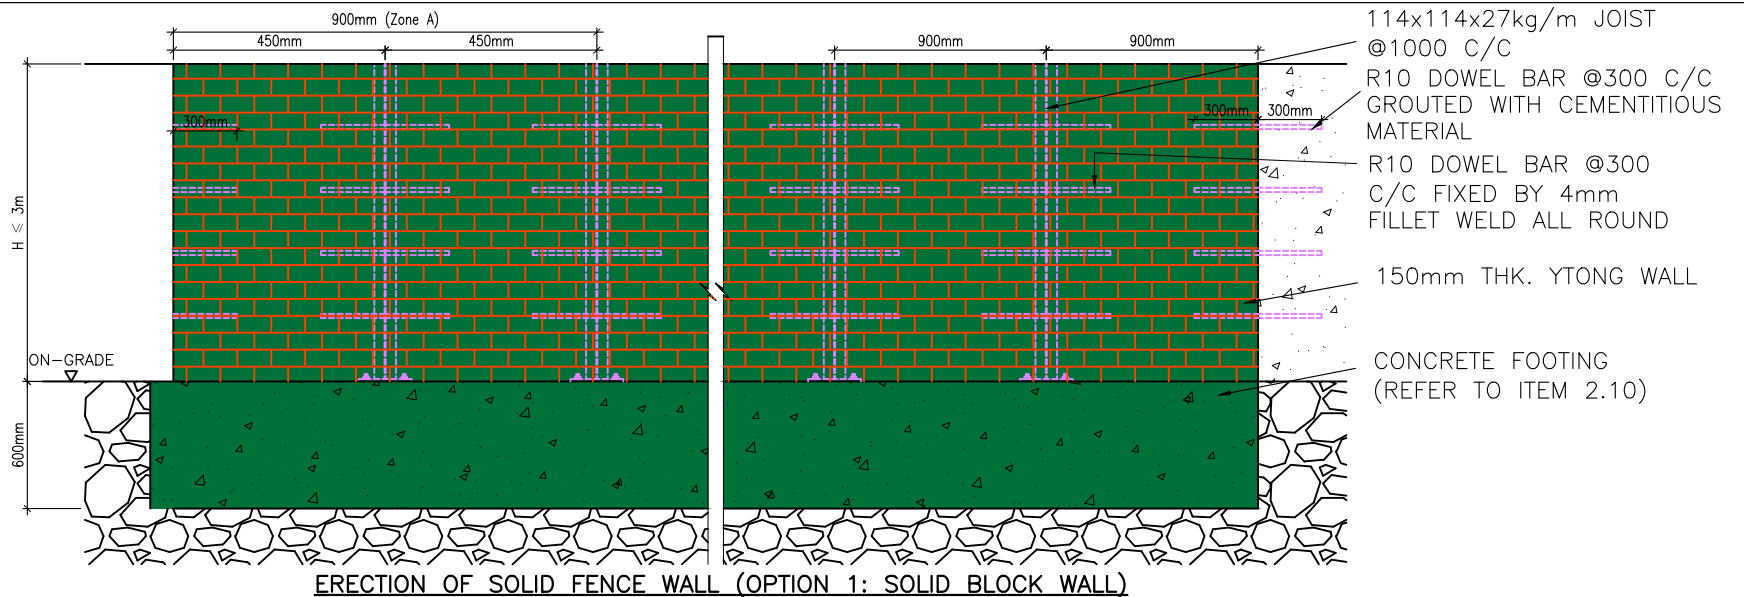 900mm (Zone A)
450mm
450mm
900mm
900mm
114x114x27kg/m JOIST
@1000 C/C
R10 DOWEL BAR @300 C/C
GROUTED WITH CEMENTITIOUS
MATERIAL
300mm
300mm
300mm
R10 DOWEL BAR @300
C/C FIXED BY 4mm
FILLET WELD ALL ROUND
H ≤ 3m
150mm THK. YTONG WALL
ON-GRADE
CONCRETE FOOTING
(REFER TO ITEM 2.10)
600mm
ERECTION OF SOLID FENCE WALL (OPTION 1: SOLID BLOCK WALL)